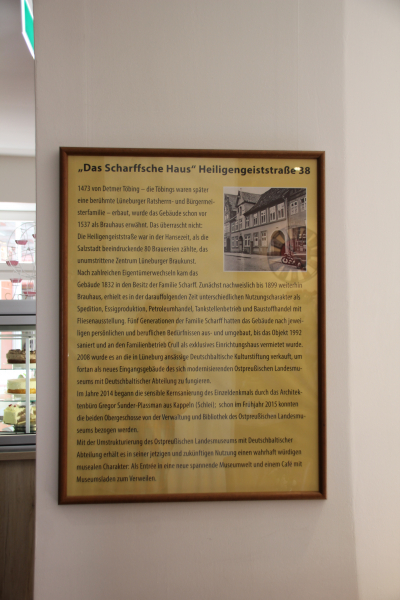 „Das Scharffsche Haus" Heiligengeiststraße 38
1473 von Detmer Töbing – die Töbings waren später
eine berühmte Lüneburger Ratsherrn- und Bürgermei-
sterfamilie – erbaut, wurde das Gebäude schon vor
1537 als Brauhaus erwähnt. Das überrascht nicht:
Die Heiligengeiststraße war in der Hansezeit, als die
Salzstadt beeindruckende 80 Brauereien zählte, das
unumstrittene Zentrum Lüneburger Braukunst.
Nach zahlreichen Eigentümerwechseln kam das
Gebäude 1832 in den Besitz der Familie Scharff. Zunächst nachweislich bis 1899 weiterhin
Brauhaus, erhielt es in der darauffolgenden Zeit unterschiedlichen Nutzungscharakter als
Spedition, Essigproduktion, Petroleumhandel, Tankstellenbetrieb und Baustoffhandel mit
Fliesenausstellung. Fünf Generationen der Familie Scharff hatten das Gebäude nach jewei-
ligen persönlichen und beruflichen Bedürfnissen aus- und umgebaut, bis das Objekt 1992
saniert und an den Familienbetrieb Crull als exklusives Einrichtungshaus vermietet wurde.
2008 wurde es an die in Lüneburg ansässige Deutschbaltische Kulturstiftung verkauft, um
fortan als neues Eingangsgebäude des sich modernisierenden Ostpreußischen Landesmu-
seums mit Deutschbaltischer Abteilung zu fungieren.
Im Jahre 2014 begann die sensible Kernsanierung des Einzeldenkmals durch das Architek-
tenbüro Gregor Sunder-Plassman aus Kappeln (Schlei); schon im Frühjahr 2015 konnten
die beiden Obergeschosse von der Verwaltung und Bibliothek des Ostpreußischen Landesmu-
seums bezogen werden.
Mit der Umstrukturierung des Ostpreußischen Landesmuseums mit Deutschbaltischer
Abteilung erhält es in seiner jetzigen und zukünftigen Nutzung einen wahrhaft würdigen
musealen Charakter: Als Entrée in eine neue spannende Museumswelt und einem Café mit
Museumsladen zum Verweilen.